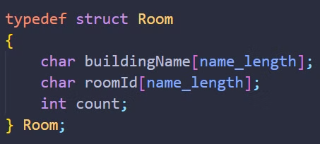 typedef struct Room
{
    char buildingName[name_length];
    char roomId[name_length];
    int count;
} Room;